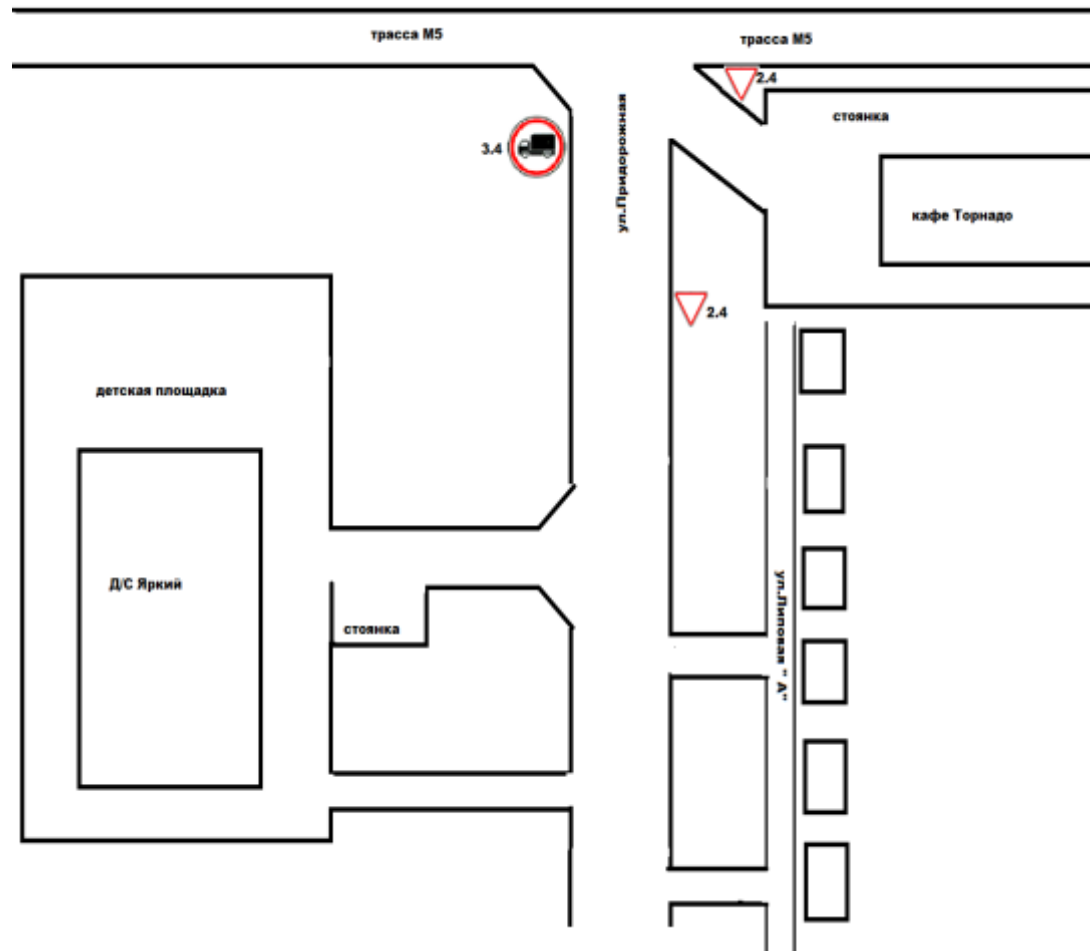 трасса М5
трасса М5
2.4
стоянка
3.4
ул.Придорожная
кафе Торнадо
2.4
детская площадка
Д/С Яркий
стоянка
ул.Липовая " А"